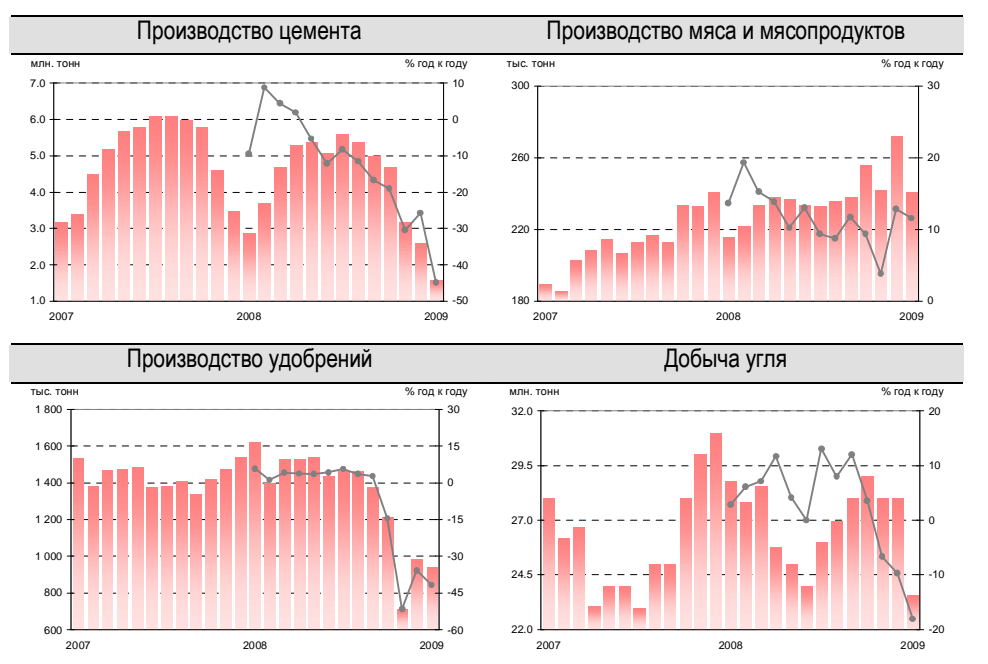 Производство цемента
млн. тонн % год к году
7.0 10
6.0 0
5.0 -10
4.0 -20
3.0 -30
2.0 -40
1.0 -50
2007 2008 2009
Производство мяса и мясопродуктов
тыс. тонн % год к году
300 30
260 20
220 10
180 0
2007 2008 2009
Производство удобрений
тыс. тонн % год к году
1 800 30
1 600 15
1 400 0
1 200 -15
1 000 -30
800 -45
600 -60
2007 2008 2009
Добыча угля
млн. тонн % год к году
32.0 20
29.5 10
27.0 0
24.5 -10
22.0 -20
2007 2008 2009